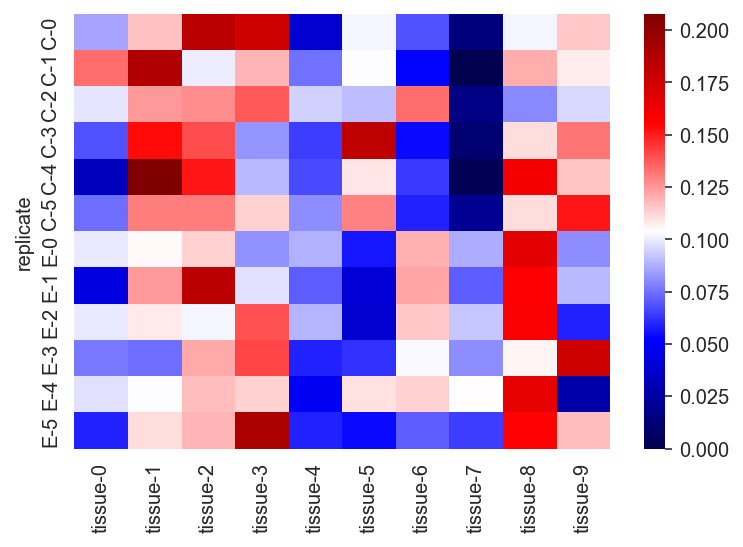 replicate
C-0
C-1
C-2
C-3
C-4
C-5
E-0
E-1
E-2
E-3
E-4
E-5
tissue-0
tissue-1
tissue-2
tissue-3
tissue-4
tissue-5
tissue-6
tissue-7
tissue-8
tissue-9
0.200
0.175
0.150
0.125
0.100
0.075
0.050
0.025
0.000